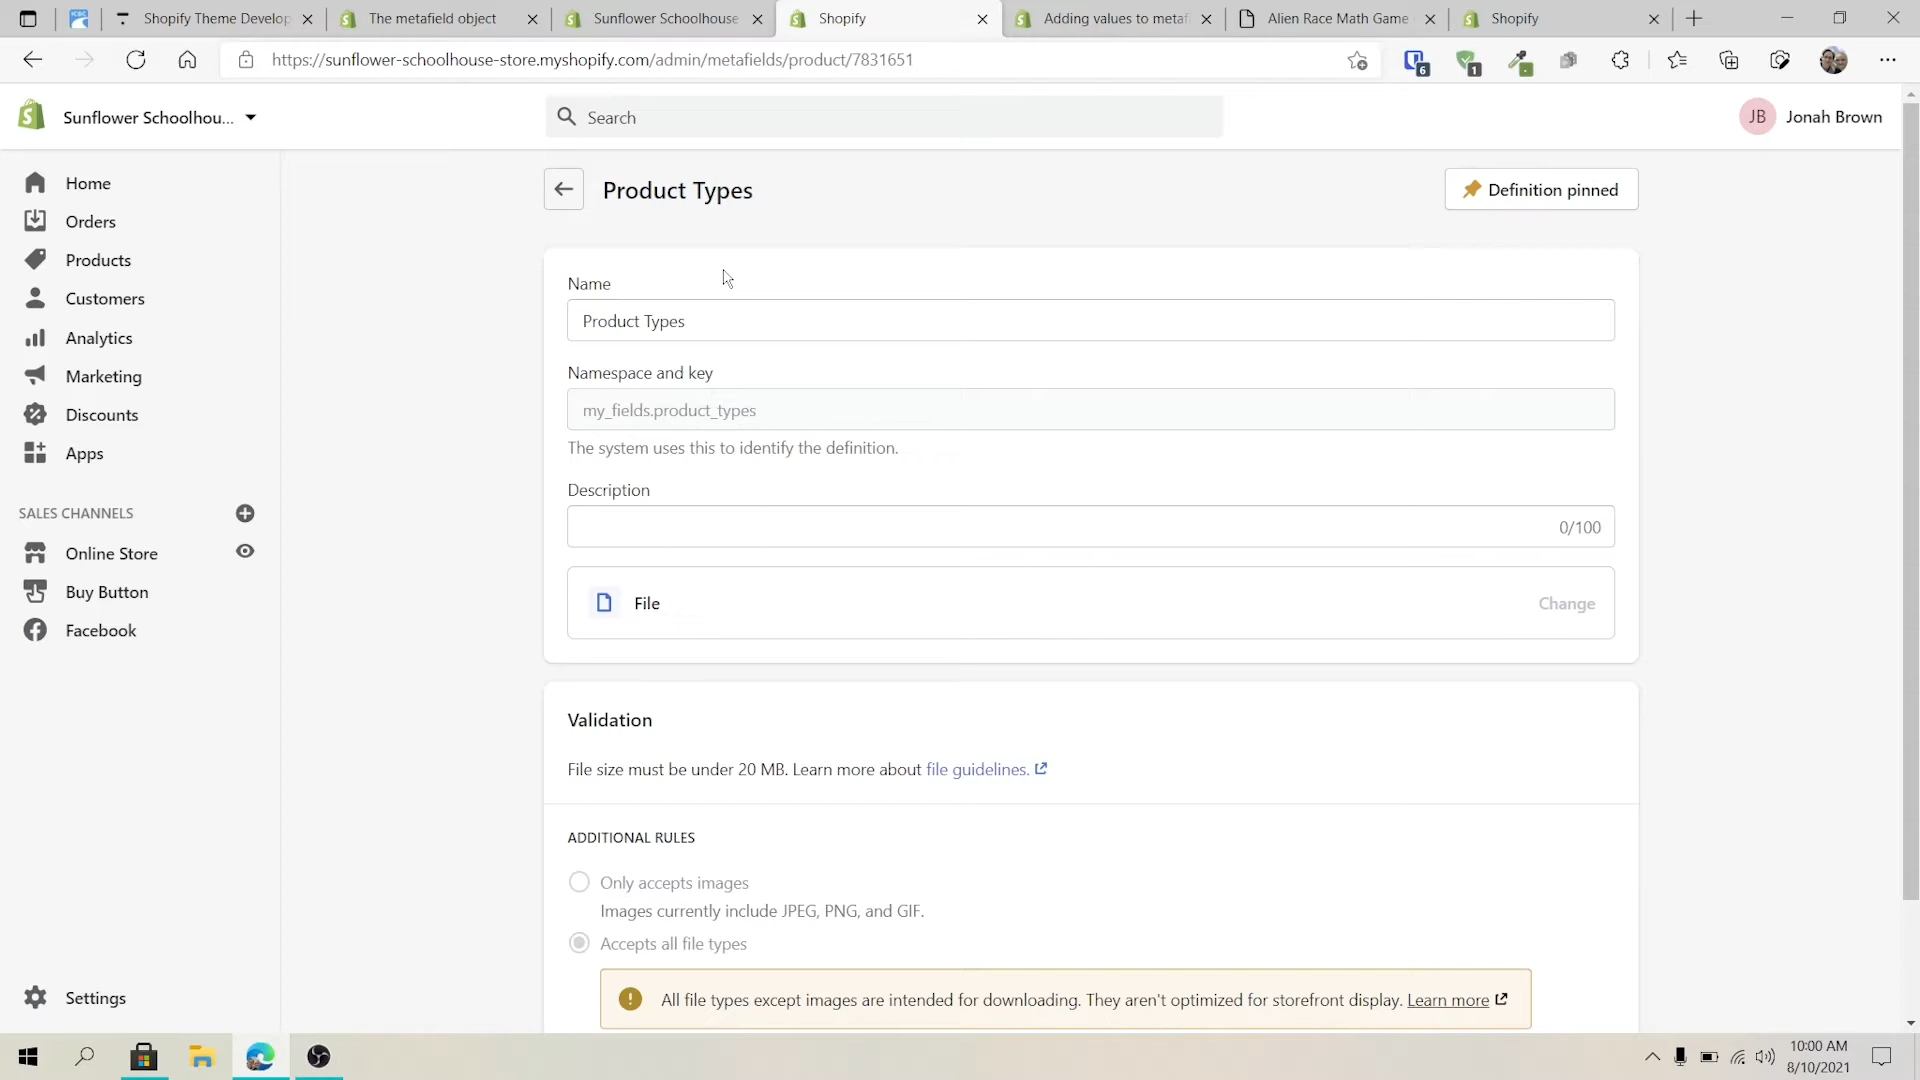 Shopify Theme Develop
The metafield object
Sunflower Schoolhouse
Shopify
Adding values to metaf
Alien Race Math Game
Shopify
https://sunflower-schoolhouse-store.myshopify.com/admin/metafields/product/7831651
6
1
Sunflower Schoolhou...
Search
JB
Jonah Brown
Home
Orders
Products
Customers
Analytics
Marketing
Discounts
Apps
SALES CHANNELS
Online Store
Buy Button
Facebook
Settings
Product Types
Definition pinned
Name
Product Types
Namespace and key
my_fields.product_types
The system uses this to identify the definition.
Description
0/100
File
Change
Validation
File size must be under 20 MB. Learn more about file guidelines.
ADDITIONAL RULES
Only accepts images
Images currently include JPEG, PNG, and GIF.
Accepts all file types
All file types except images are intended for downloading. They aren't optimized for storefront display. Learn more
10:00 AM
8/10/2021